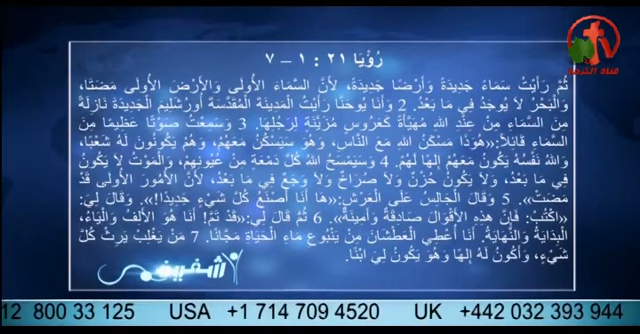 قناة الكرمة
رُؤْيَا ٢١ : ١ – ٧
ثُمَّ رَأَيْتُ سَمَاءً جَدِيدَةً وَأَرْضًا جَدِيدَةً، لأَنَّ السَّمَاءَ الأُولَى وَالأَرْضَ الأُولَى مَضَتَا،
وَالْبَحْرُ لاَ يُوجَدُ فِي مَا بَعْدُ. 2 وَأَنَا يُوحَنَّا رَأَيْتُ الْمَدِينَةَ الْمُقَدَّسَةَ أُورُشَلِيمَ الْجَدِيدَةَ نَازِلَةً
مِنَ السَّمَاءِ مِنْ عِنْدِ اللهِ مُهَيَّأَةً كَعَرُوسٍ مُزَيَّنَةٍ لِرَجُلِهَا. 3 وَسَمِعْتُ صَوْتًا عَظِيمًا مِنَ
السَّمَاءِ قَائِلاً:«هُوَذَا مَسْكَنُ اللهِ مَعَ النَّاسِ، وَهُوَ سَيَسْكُنُ مَعَهُمْ، وَهُمْ يَكُونُونَ لَهُ شَعْبًا،
وَاللهُ نَفْسُهُ يَكُونُ مَعَهُمْ إِلهًا لَهُمْ. 4 وَسَيَمْسَحُ اللهُ كُلَّ دَمْعَةٍ مِنْ عُيُونِهِمْ، وَالْمَوْتُ لاَ يَكُونُ
فِي مَا بَعْدُ، وَلاَ يَكُونُ حُزْنٌ وَلاَ صُرَاخٌ وَلاَ وَجَعٌ فِي مَا بَعْدُ، لأَنَّ الأُمُورَ الأُولَى قَدْ
مَضَتْ». 5 وَقَالَ الْجَالِسُ عَلَى الْعَرْشِ:«هَا أَنَا أَصْنَعُ كُلَّ شَيْءٍ جَدِيدًا!». وَقَالَ لِيَ:
«اكْتُبْ: فَإِنَّ هذِهِ الأَقْوَالَ صَادِقَةٌ وَأَمِينَةٌ». 6 ثُمَّ قَالَ لِي:«قَدْ تَمَّ! أَنَا هُوَ الأَلِفُ وَالْيَاءُ،
الْبِدَايَةُ وَالنِّهَايَةُ. أَنَا أُعْطِي الْعَطْشَانَ مِنْ يَنْبُوعِ مَاءِ الْحَيَاةِ مَجَّانًا. 7 مَنْ يَغْلِبْ يَرِثْ كُلَّ
شَيْءٍ، وَأَكُونُ لَهُ إِلهًا وَهُوَ يَكُونُ لِيَ ابْنًا.
إشفيني
12 800 33 125 USA +1 714 709 4520 UK +442 032 393 944